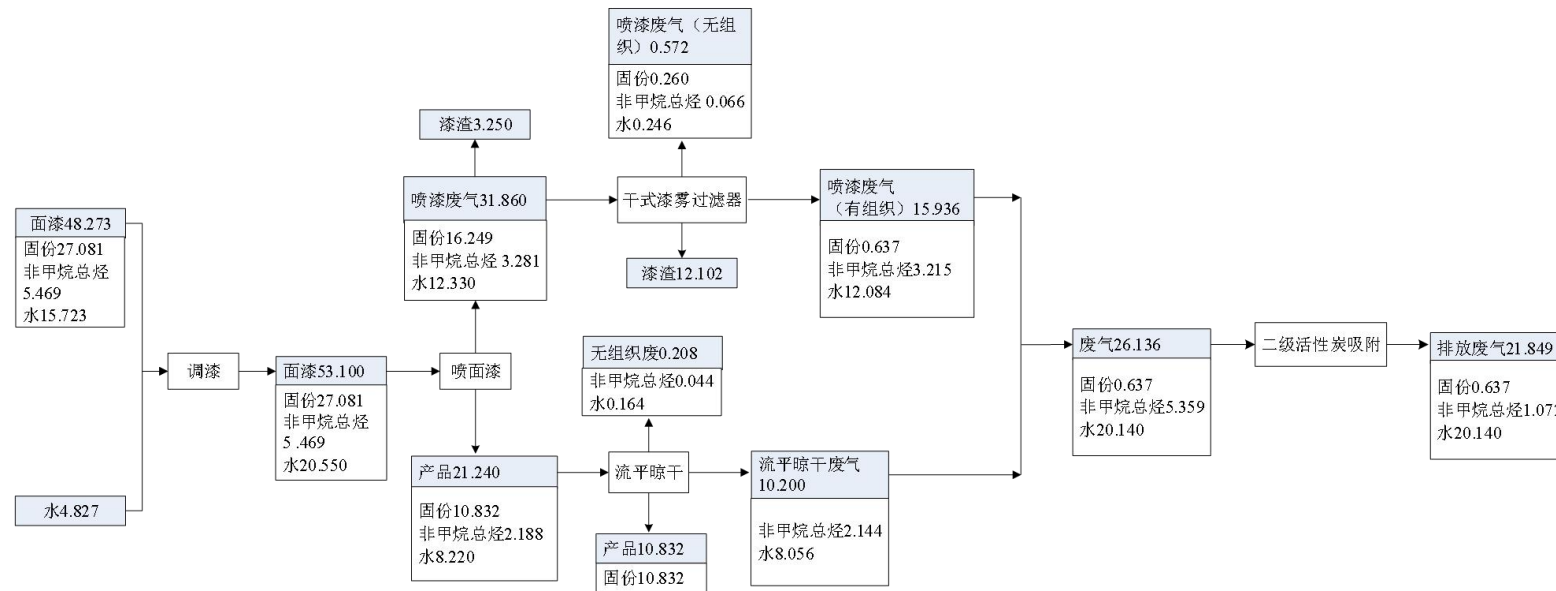 面漆48.273
固份27.081
非甲烷总烃
5.469
水15.723
水4.827
调漆
面漆53.100
固份27.081
非甲烷总烃
5 .469
水20.550
喷面漆
漆渣3.250
喷漆废气31.860
固份16.249
非甲烷总烃 3.281
水12.330
喷漆废气（无组
织）0.572
固份0.260
非甲烷总烃 0.066
水0.246
干式漆雾过滤器
漆渣12.102
喷漆废气
（有组织）15.936
固份0.637
非甲烷总烃3.215
水12.084
产品21.240
固份10.832
非甲烷总烃2.188
水8.220
无组织废0.208
非甲烷总烃0.044
水0.164
流平晾干
产品10.832
固份10.832
流平晾干废气
10.200
非甲烷总烃2.144
水8.056
废气26.136
固份0.637
非甲烷总烃5.359
水20.140
二级活性炭吸附
排放废气21.849
固份0.637
非甲烷总烃1.07
水20.140